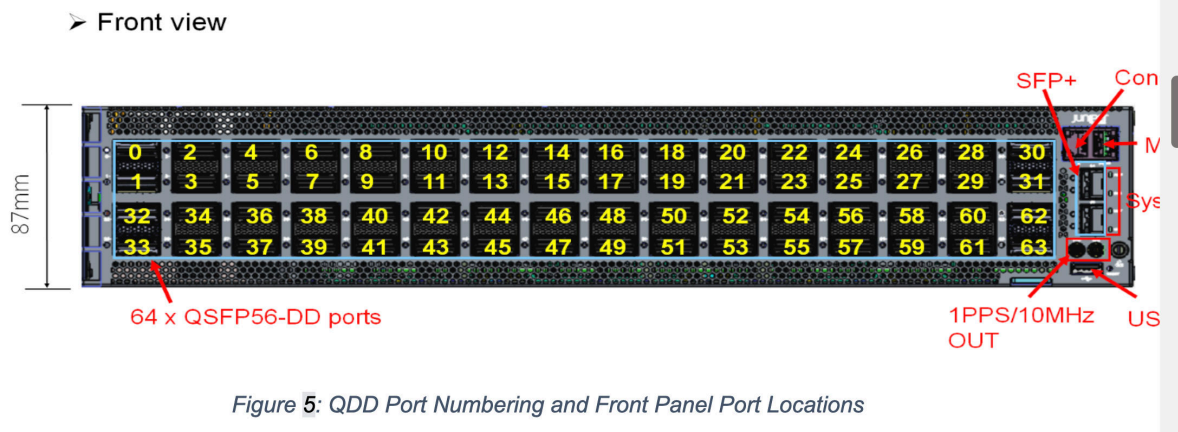 ➢ Front view
SFP+
Con
JUNIPer
M
87mm
0 2 4 6 8 10 12 14 16 18 20 22 24 26 28 30
1 3 5 7 9 11 13 15 17 19 21 23 25 27 29 31
Sys
32 34 36 38 40 42 44 46 48 50 52 54 56 58 60 62
33 35 37 39 41 43 45 47 49 51 53 55 57 59 61 63
64 x QSFP56-DD ports
1PPS/10MHz
OUT
US
Figure 5: QDD Port Numbering and Front Panel Port Locations